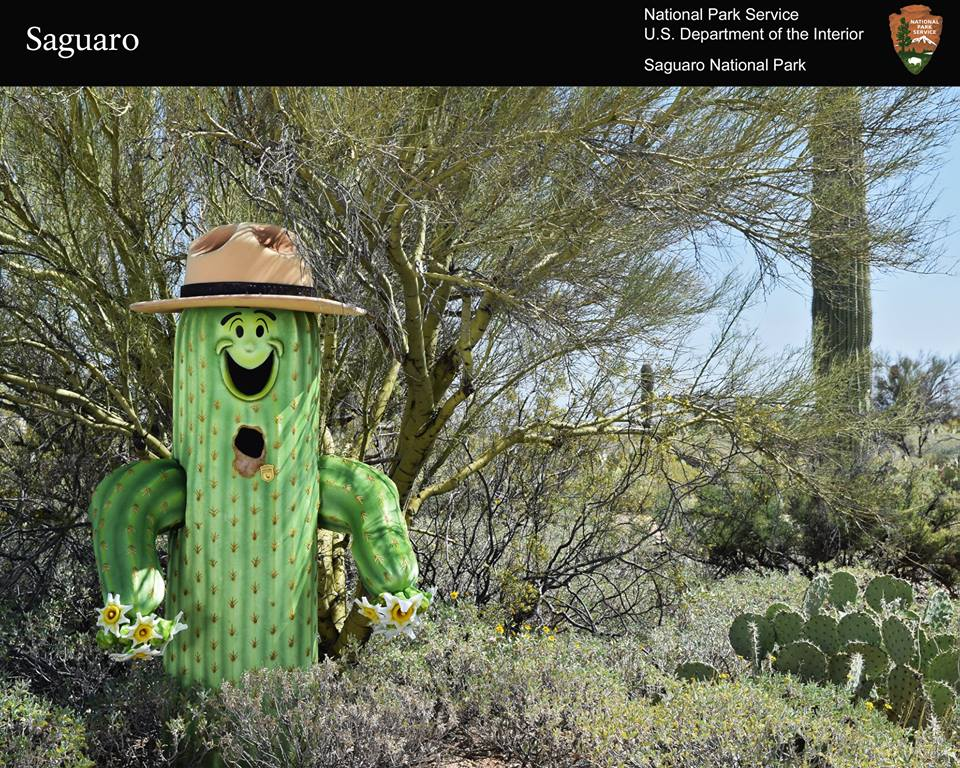 Saguaro
National Park Service
U.S. Department of the Interior
Saguaro National Park
NATIONAL
PARK
SERVICE